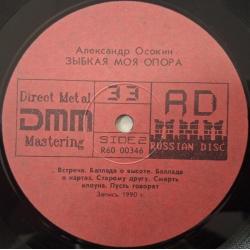 Александр Осокин
ЗЫБКАЯ МОЯ ОПОРА
Direct Metal
DMM
Mastering
33
SIDE 2
R60 00346
RD
RUSSIAN DISC
Встреча. Баллада о высоте. Баллада
о картах. Старому другу. Смерть
клоуна. Пусть говорят
Запись 1990 г.